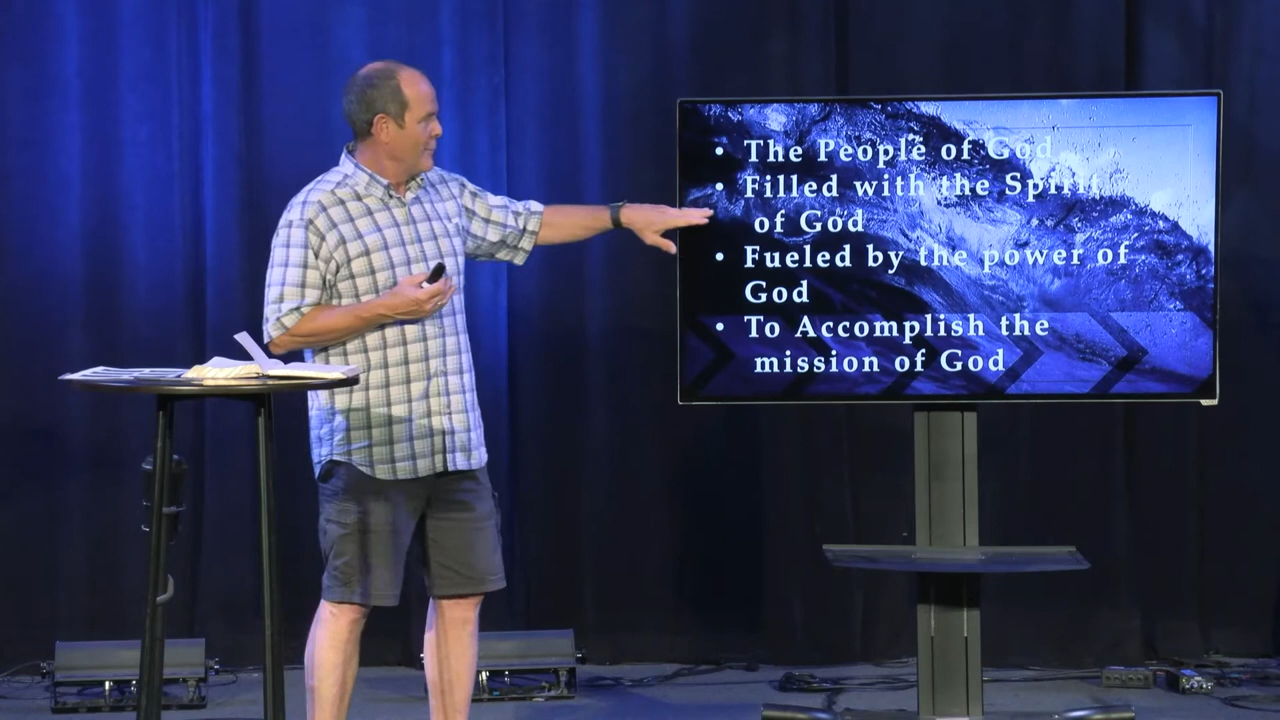 • The People of God
• Filled with the Spirit
of God
• Fueled by the power of
God
• To Accomplish the
mission of God